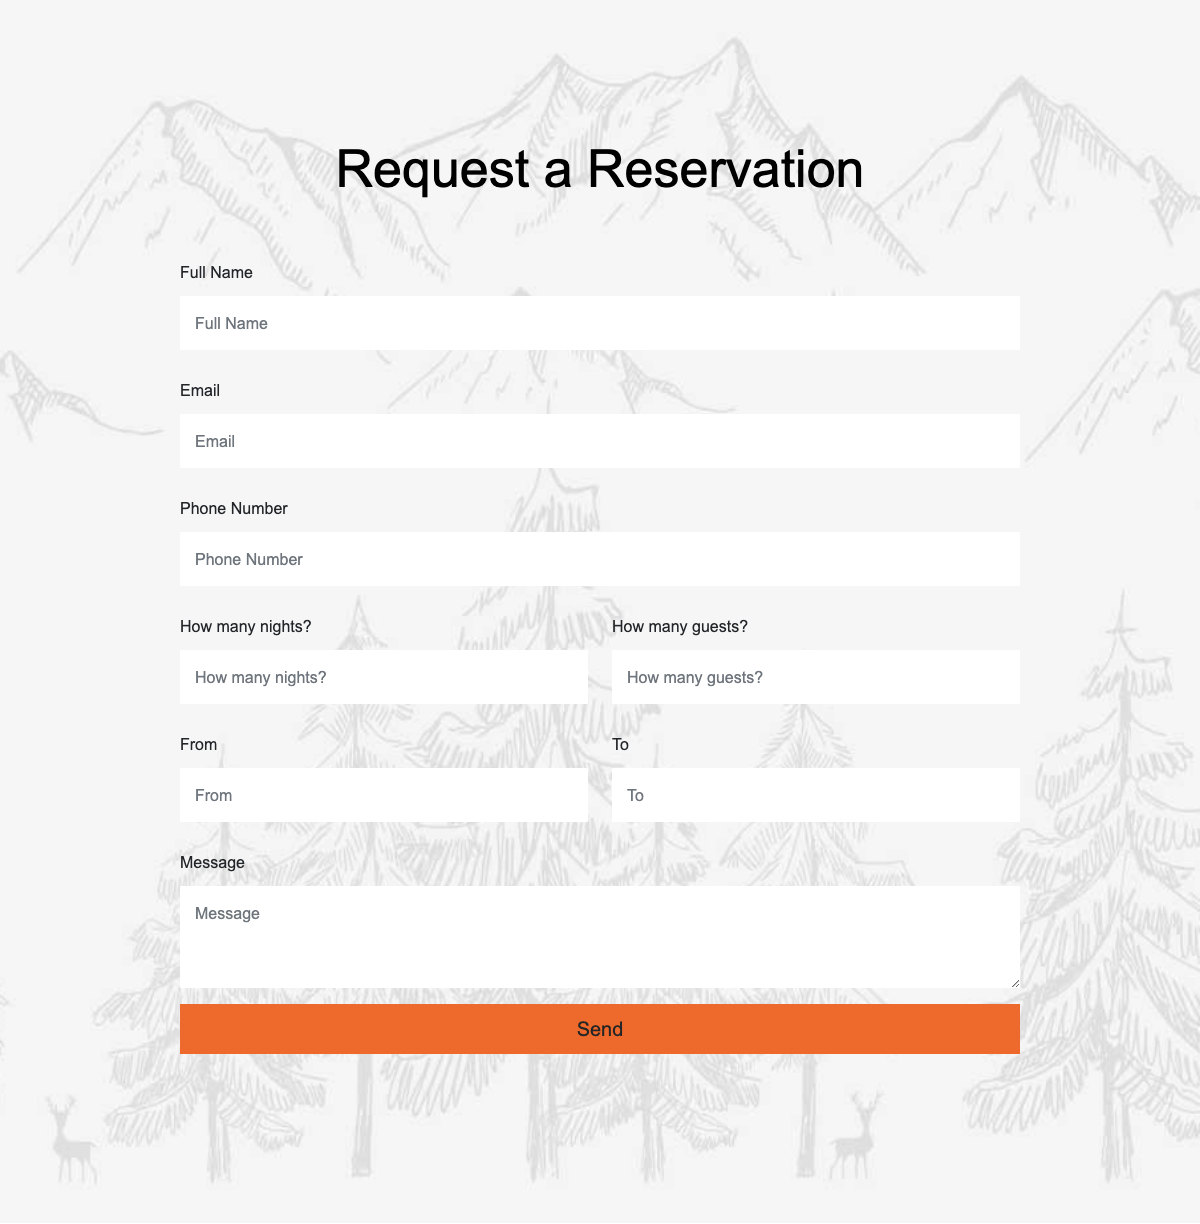 Request a Reservation
Full Name
Full Name
Email
Email
Phone Number
Phone Number
How many nights? How many guests?
How many nights? How many guests?
From To
From To
Message
Message
Send